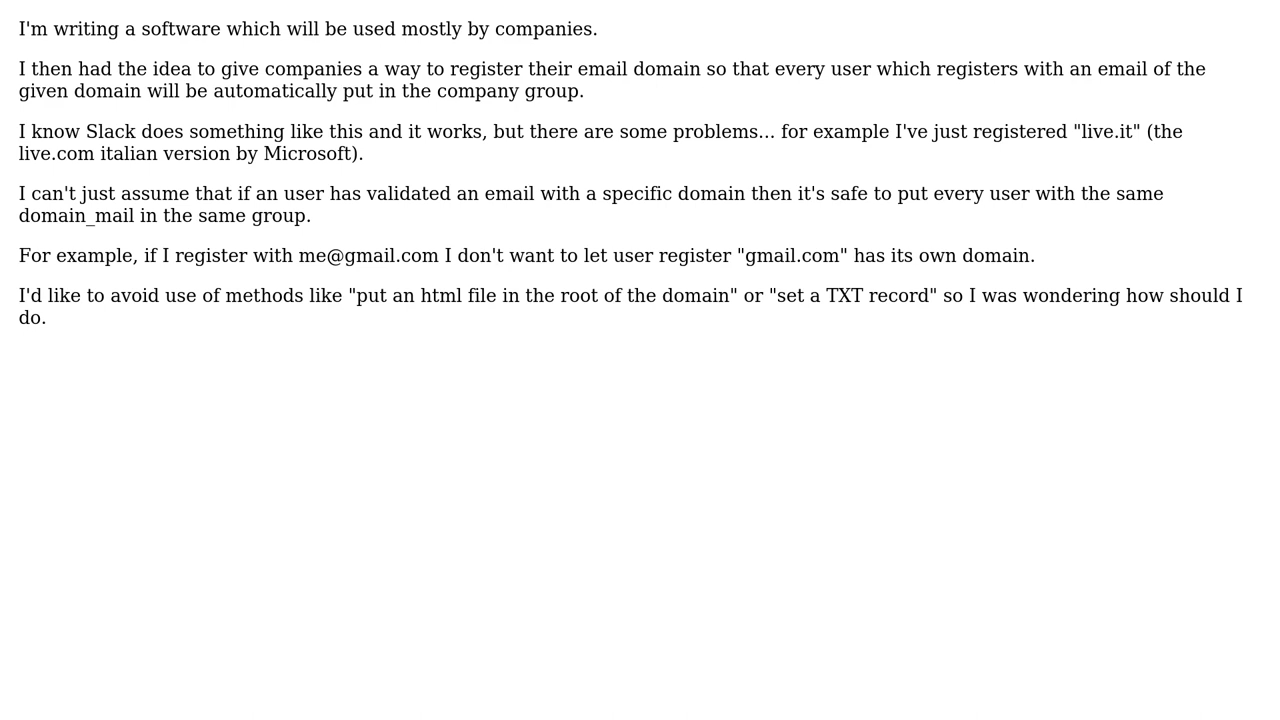 I'm writing a software which will be used mostly by companies.
I then had the idea to give companies a way to register their email domain so that every user which registers with an email of the
given domain will be automatically put in the company group.
I know Slack does something like this and it works, but there are some problems... for example I've just registered "live.it" (the
live.com italian version by Microsoft).
I can't just assume that if an user has validated an email with a specific domain then it's safe to put every user with the same
domain_mail in the same group.
For example, if I register with me@gmail.com I don't want to let user register "gmail.com" has its own domain.
I'd like to avoid use of methods like "put an html file in the root of the domain" or "set a TXT record" so I was wondering how should I
do.